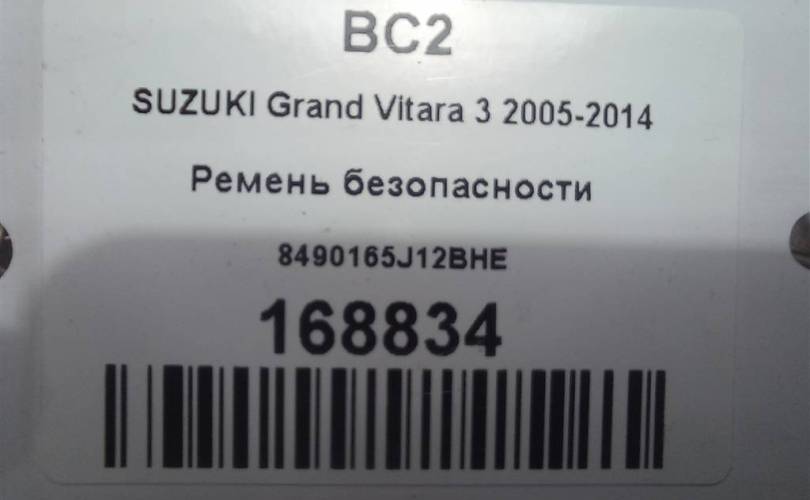 BC2
SUZUKI Grand Vitara 3 2005-2014
Ремень безопасности
8490165J12BHE
168834